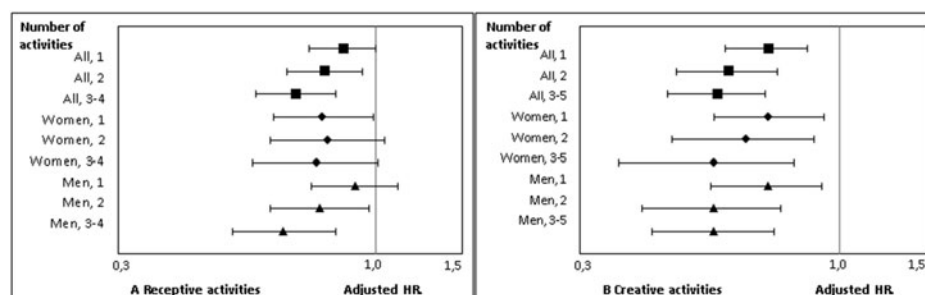 Number of
activities
All, 1
All, 2
All, 3-4
Women, 1
Women, 2
Women, 3-4
Men, 1
Men, 2
Men, 3-4
0,3 1,0 1,5
A Receptive activities Adjusted HR
Number of
activities
All, 1
All, 2
All, 3-5
Women, 1
Women, 2
Women, 3-5
Men, 1
Men, 2
Men, 3-5
0,3 1,0 1,5
B Creative activities Adjusted HR